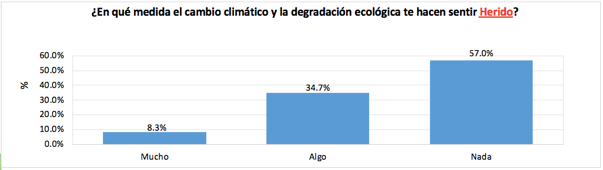 ¿En qué medida el cambio climático y la degradación ecológica te hacen sentir Herido?
60.0%
50.0%
40.0%
30.0%
20.0%
10.0%
0.0%
%
8.3%
34.7%
57.0%
Mucho
Algo
Nada